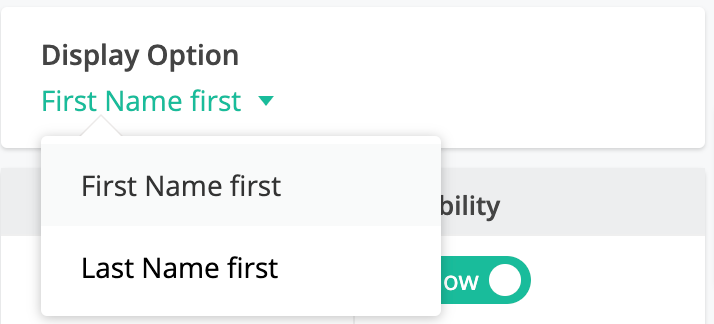 Display Option
First Name first
First Name first
bility
Last Name first
ow